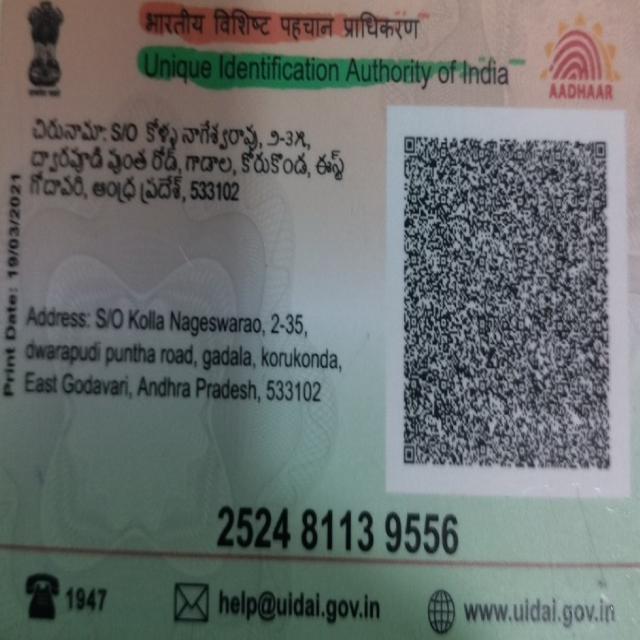 भारतीय विशिष्ट पहचान प्राधिकरण
Unique Identification Authority of India
AADHAAR
చిరునామా: S/O కోళ్ళ నాగేశ్వరావు, ౨-౩౫,
ద్వారపూడి పుంత రోడ్, గాడాల, కోరుకొండ, ఈస్ట్
గోదావరి, ఆంధ్ర ప్రదేశ్, 533102
Print Date: 19/03/2021
Address: S/O Kolla Nageswarao, 2-35,
dwarapudi puntha road, gadala, korukonda,
East Godavari, Andhra Pradesh, 533102
2524 8113 9556
1947
help@uidai.gov.in
www.uidai.gov.in